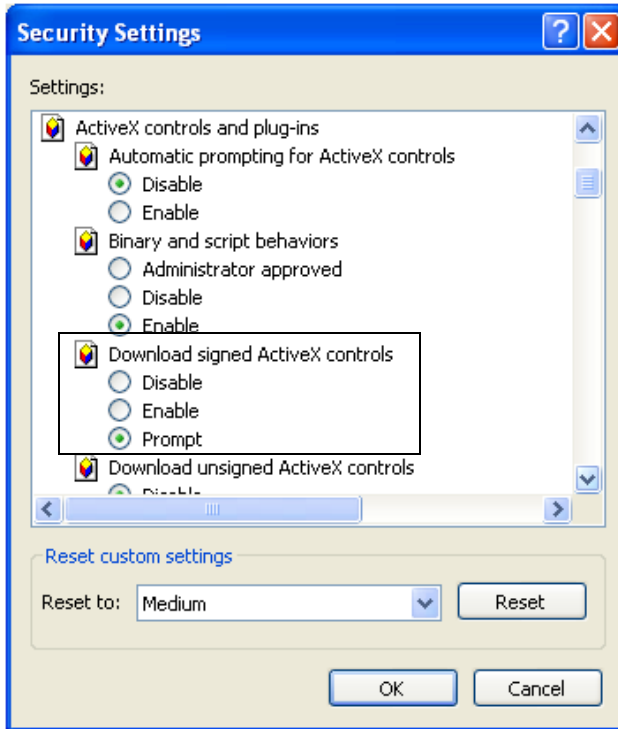 Security Settings
Settings:
ActiveX controls and plug-ins
Automatic prompting for ActiveX controls
Disable
Enable
Binary and script behaviors
Administrator approved
Disable
Enable
Download signed ActiveX controls
Disable
Enable
Prompt
Download unsigned ActiveX controls
Disable
Reset custom settings
Reset to: Medium Reset
OK Cancel